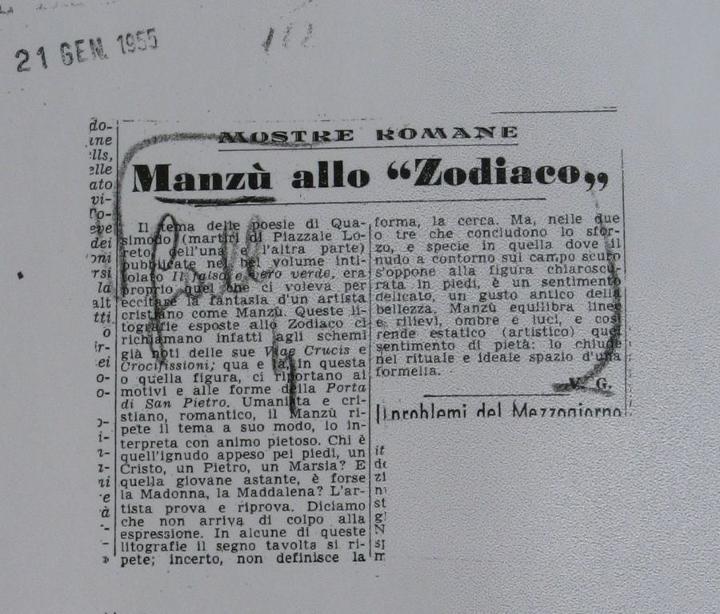 21 GEN. 1955
MOSTRE ROMANE
Manzù allo “Zodiaco„
Il tema delle poesie di Qua-
simodo (martiri di Piazzale Lo-
reto dell'una e l'altra parte)
pubblicate nel bel volume inti-
tolato Il falso e vero verde, era
proprio quel che ci voleva per
eccitare la fantasia d'un artista
cristiano come Manzù. Queste li-
tografie esposte allo Zodiaco ci
richiamano infatti agli schemi
già noti delle sue Viae Crucis e
Crocifissioni; qua e là, in questa
o quella figura, ci riportano ai
motivi e alle forme della Porta
di San Pietro. Umanista e cri-
stiano, romantico, il Manzù ri-
pete il tema a suo modo, lo in-
terpreta con animo pietoso. Chi è
quell'ignudo appeso pei piedi, un
Cristo, un Pietro, un Marsia? E
quella giovane astante, è forse
la Madonna, la Maddalena? L'ar-
tista prova e riprova. Diciamo
che non arriva di colpo alla
espressione. In alcune di queste
litografie il segno tavolta si ri-
pete; incerto, non definisce la
forma, la cerca. Ma, nelle due
o tre che concludono lo sfor-
zo, e specie in quella dove il
nudo a contorno sul campo scuro
s'oppone alla figura chiaroscu-
rata in piedi, è un sentimento
delicato, un gusto antico della
bellezza. Manzù equilibra linee
e rilievi, ombre e luci, e così
rende estatico (artistico) quel
sentimento di pietà: lo chiude
nel rituale e ideale spazio d'una
formella.
V. G.
I problemi del Mezzogiorno